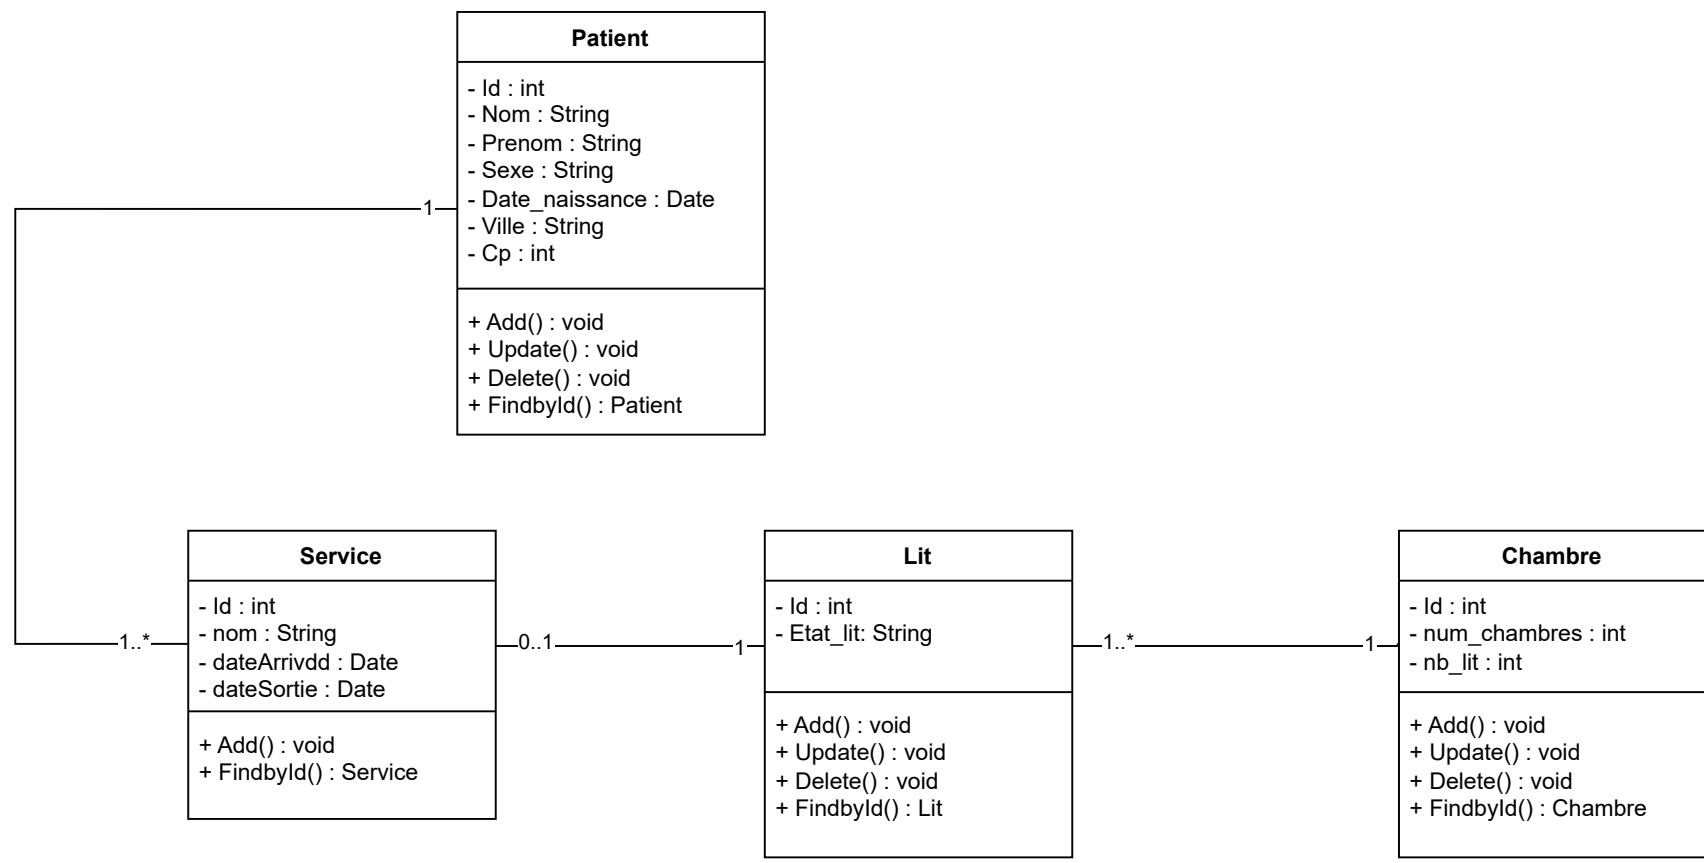 Patient
- Id : int
- Nom : String
- Prenom : String
- Sexe : String
- Date_naissance : Date
- Ville : String
- Cp : int
+ Add() : void
+ Update() : void
+ Delete() : void
+ FindbyId() : Patient
1
1..*
Service
- Id : int
- nom : String
- dateArrivdd : Date
- dateSortie : Date
+ Add() : void
+ FindbyId() : Service
0..1
1
Lit
- Id : int
- Etat_lit: String
+ Add() : void
+ Update() : void
+ Delete() : void
+ FindbyId() : Lit
1..*
1
Chambre
- Id : int
- num_chambres : int
- nb_lit : int
+ Add() : void
+ Update() : void
+ Delete() : void
+ FindbyId() : Chambre